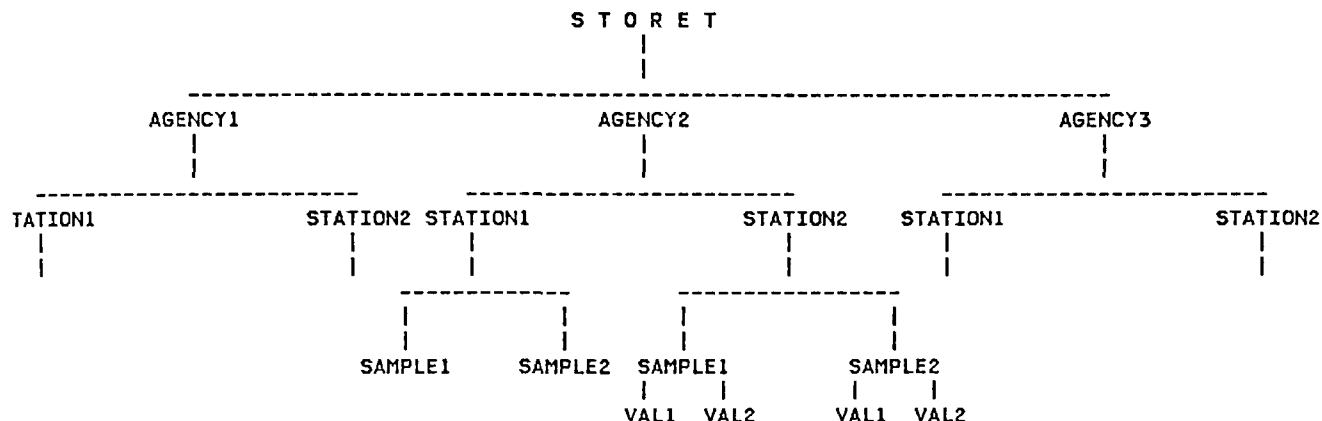 S T O R E T
AGENCY1 AGENCY2 AGENCY3
TATION1 STATION2 STATION1 STATION2 STATION1 STATION2
SAMPLE1 SAMPLE2 SAMPLE1 SAMPLE2
VAL1 VAL2 VAL1 VAL2